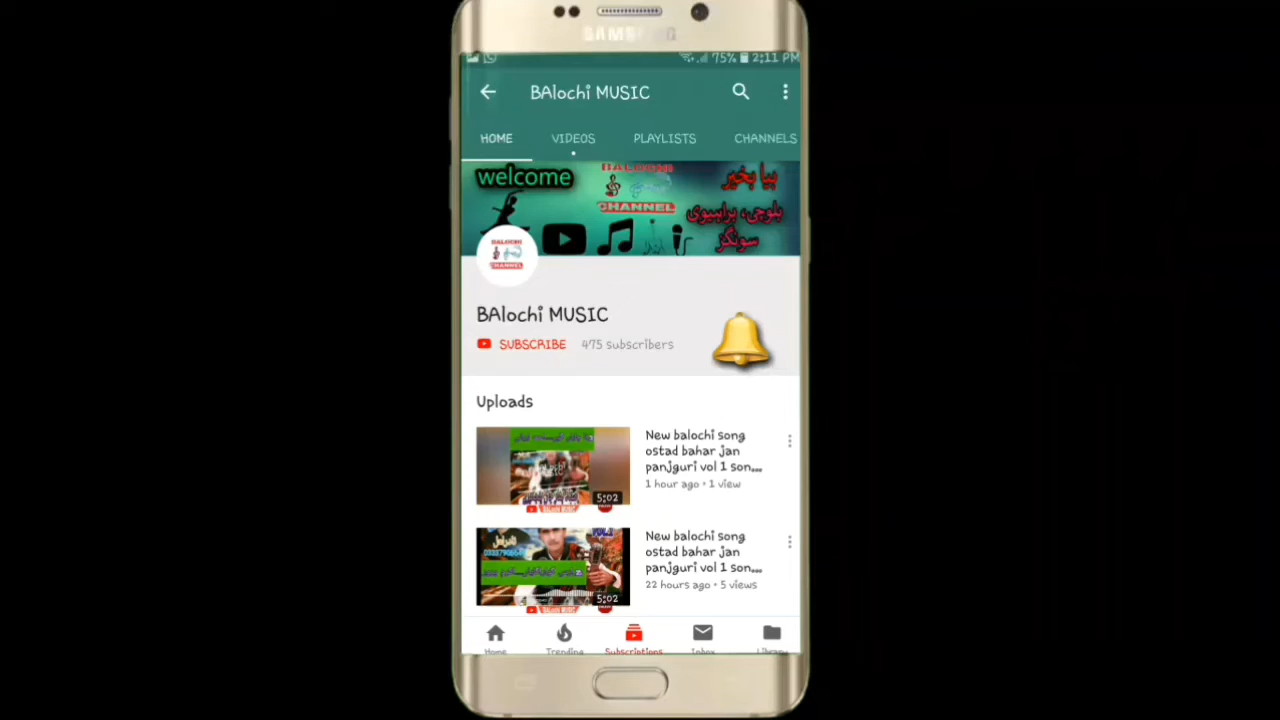 SAMSUNG
75% 2:11 PM
BAlochi MUSIC
HOME VIDEOS PLAYLISTS CHANNELS
welcome
BALOCHI
CHANNEL
بیا بخیر
بلوچی، براہیوی
سونگز
BALOCHI
CHANNEL
BAlochi MUSIC
SUBSCRIBE 475 subscribers
Uploads
New balochi song
ostad bahar jan
panjguri vol 1 son...
1 hour ago • 1 view
5:02
New balochi song
ostad bahar jan
panjguri vol 1 son...
22 hours ago • 5 views
5:02
Home Trending Subscriptions Inbox Library